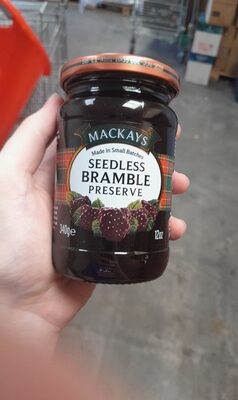 MACKAYS
Made in Small Batches
SEEDLESS
BRAMBLE
PRESERVE
340g℮
12oz